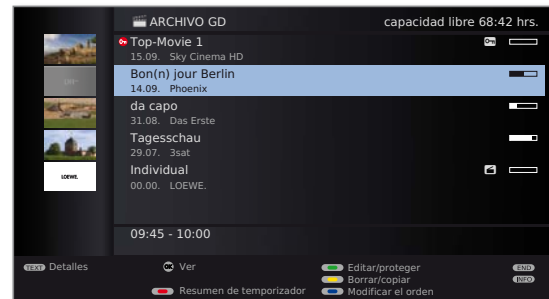 ARCHIVO GD
capacidad libre 68:42 hrs.
Top-Movie 1
15.09. Sky Cinema HD
Bon(n) jour Berlin
14.09. Phoenix
da capo
31.08. Das Erste
Tagesschau
29.07. 3sat
Individual
00.00. LOEWE.
LOEWE.
09:45 - 10:00
TEXT Detalles
OK Ver
Editar/proteger
END
Borrar/copiar
INFO
Resumen de temporizador
Modificar el orden